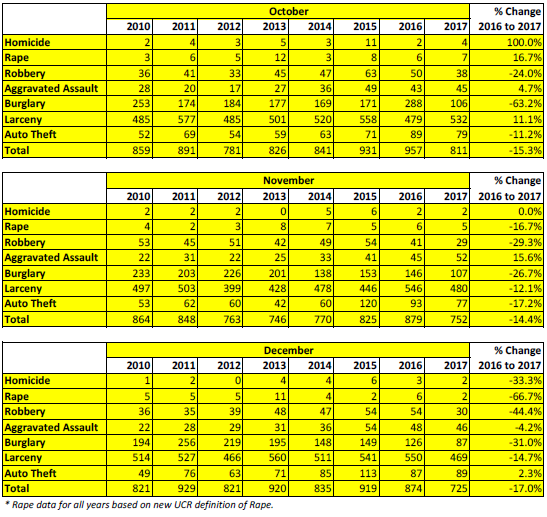 October % Change
2010 2011 2012 2013 2014 2015 2016 2017 2016 to 2017
Homicide 2 4 3 5 3 11 2 4 100.0%
Rape 3 6 5 12 3 8 6 7 16.7%
Robbery 36 41 33 45 47 63 50 38 -24.0%
Aggravated Assault 28 20 17 27 36 49 43 45 4.7%
Burglary 253 174 184 177 169 171 288 106 -63.2%
Larceny 485 577 485 501 520 558 479 532 11.1%
Auto Theft 52 69 54 59 63 71 89 79 -11.2%
Total 859 891 781 826 841 931 957 811 -15.3%
November % Change
2010 2011 2012 2013 2014 2015 2016 2017 2016 to 2017
Homicide 2 2 2 0 5 6 2 2 0.0%
Rape 4 2 3 8 7 5 6 5 -16.7%
Robbery 53 45 51 42 49 54 41 29 -29.3%
Aggravated Assault 22 31 22 25 33 41 45 52 15.6%
Burglary 233 203 226 201 138 153 146 107 -26.7%
Larceny 497 503 399 428 478 446 546 480 -12.1%
Auto Theft 53 62 60 42 60 120 93 77 -17.2%
Total 864 848 763 746 770 825 879 752 -14.4%
December % Change
2010 2011 2012 2013 2014 2015 2016 2017 2016 to 2017
Homicide 1 2 0 4 4 6 3 2 -33.3%
Rape 5 5 5 11 4 2 6 2 -66.7%
Robbery 36 35 39 48 47 54 54 30 -44.4%
Aggravated Assault 22 28 29 31 36 54 48 46 -4.2%
Burglary 194 256 219 195 148 149 126 87 -31.0%
Larceny 514 527 466 560 511 541 550 469 -14.7%
Auto Theft 49 76 63 71 85 113 87 89 2.3%
Total 821 929 821 920 835 919 874 725 -17.0%
* Rape data for all years based on new UCR definition of Rape.